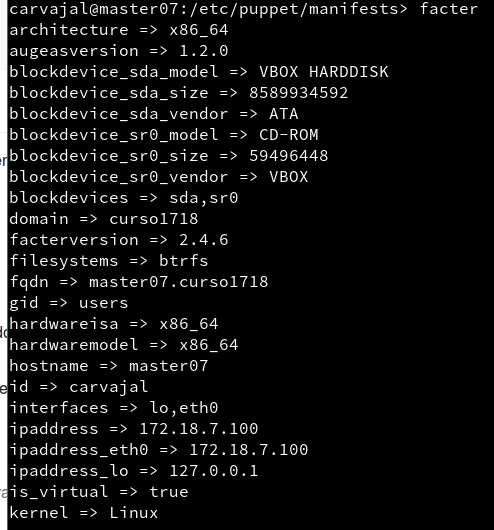 carvajal@master07:/etc/puppet/manifests> facter
architecture => x86_64
augeasversion => 1.2.0
blockdevice_sda_model => VBOX HARDDISK
blockdevice_sda_size => 8589934592
blockdevice_sda_vendor => ATA
blockdevice_sr0_model => CD-ROM
blockdevice_sr0_size => 59496448
blockdevice_sr0_vendor => VBOX
blockdevices => sda,sr0
domain => curso1718
facterversion => 2.4.6
filesystems => btrfs
fqdn => master07.curso1718
gid => users
hardwareisa => x86_64
hardwaremodel => x86_64
hostname => master07
id => carvajal
interfaces => lo,eth0
ipaddress => 172.18.7.100
ipaddress_eth0 => 172.18.7.100
ipaddress_lo => 127.0.0.1
is_virtual => true
kernel => Linux